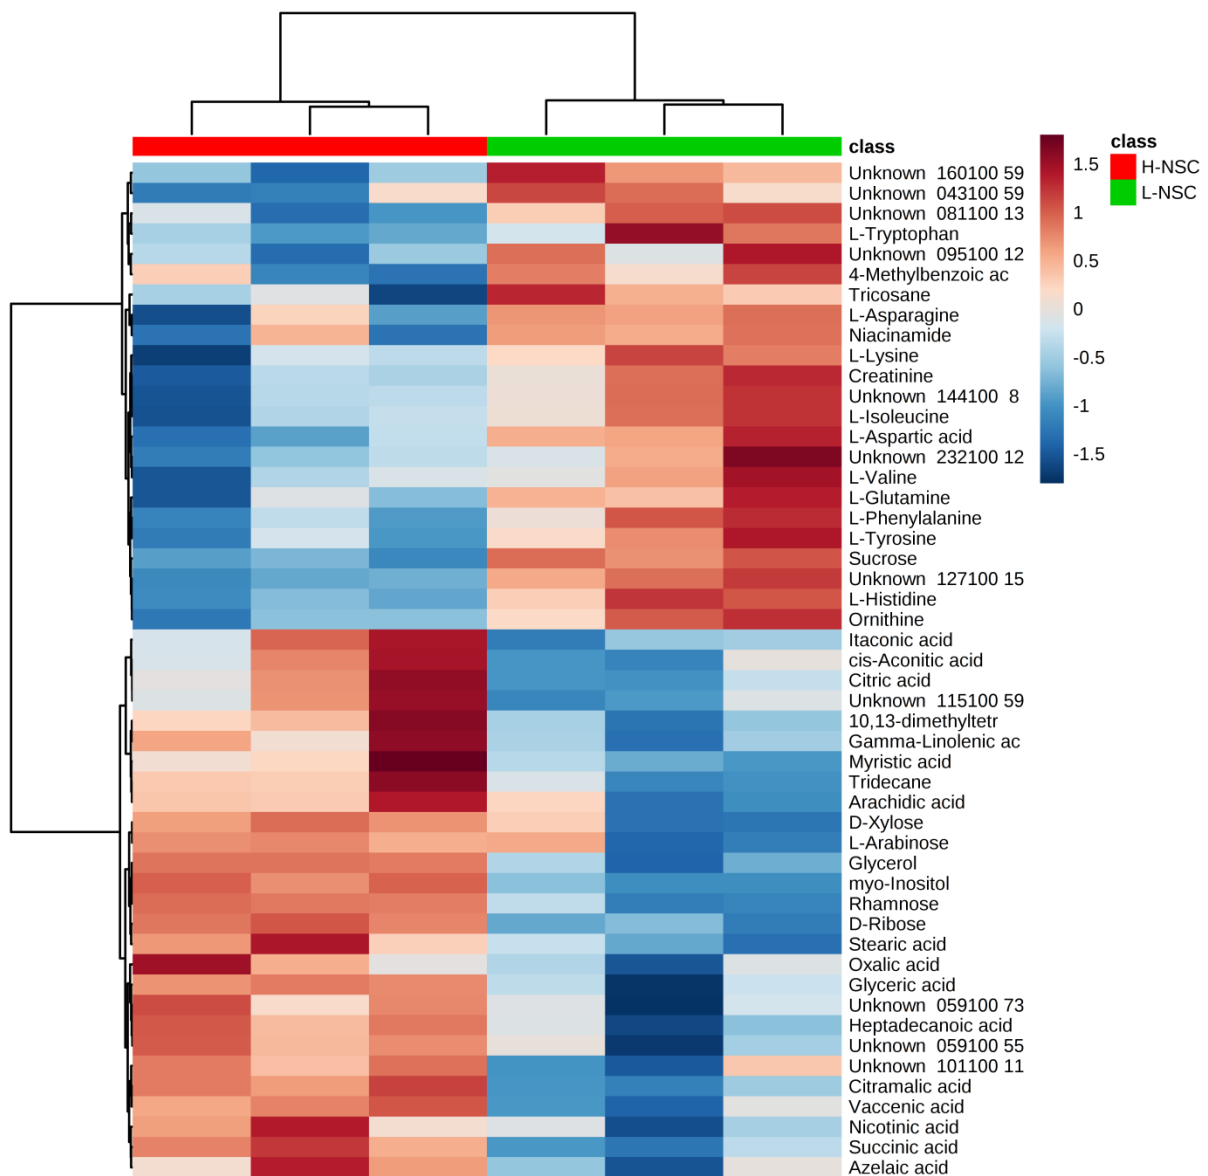 class
class
H-NSC
L-NSC
1.5
1
0.5
0
-0.5
-1
-1.5
Unknown 160100 59
Unknown 043100 59
Unknown 081100 13
L-Tryptophan
Unknown 095100 12
4-Methylbenzoic ac
Tricosane
L-Asparagine
Niacinamide
L-Lysine
Creatinine
Unknown 144100 8
L-Isoleucine
L-Aspartic acid
Unknown 232100 12
L-Valine
L-Glutamine
L-Phenylalanine
L-Tyrosine
Sucrose
Unknown 127100 15
L-Histidine
Ornithine
Itaconic acid
cis-Aconitic acid
Citric acid
Unknown 115100 59
10,13-dimethyltetr
Gamma-Linolenic ac
Myristic acid
Tridecane
Arachidic acid
D-Xylose
L-Arabinose
Glycerol
myo-Inositol
Rhamnose
D-Ribose
Stearic acid
Oxalic acid
Glyceric acid
Unknown 059100 73
Heptadecanoic acid
Unknown 059100 55
Unknown 101100 11
Citramalic acid
Vaccenic acid
Nicotinic acid
Succinic acid
Azelaic acid